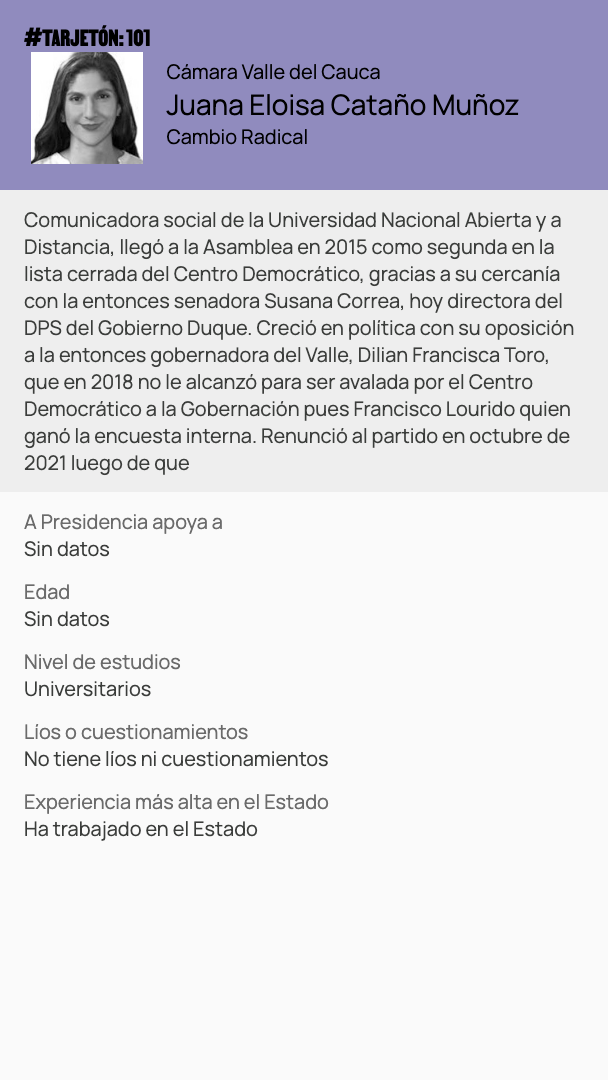 #TARJETÓN: 101
Cámara Valle del Cauca
Juana Eloisa Cataño Muñoz
Cambio Radical
Comunicadora social de la Universidad Nacional Abierta y a
Distancia, llegó a la Asamblea en 2015 como segunda en la
lista cerrada del Centro Democrático, gracias a su cercanía
con la entonces senadora Susana Correa, hoy directora del
DPS del Gobierno Duque. Creció en política con su oposición
a la entonces gobernadora del Valle, Dilian Francisca Toro,
que en 2018 no le alcanzó para ser avalada por el Centro
Democrático a la Gobernación pues Francisco Lourido quien
ganó la encuesta interna. Renunció al partido en octubre de
2021 luego de que
A Presidencia apoya a
Sin datos
Edad
Sin datos
Nivel de estudios
Universitarios
Líos o cuestionamientos
No tiene líos ni cuestionamientos
Experiencia más alta en el Estado
Ha trabajado en el Estado